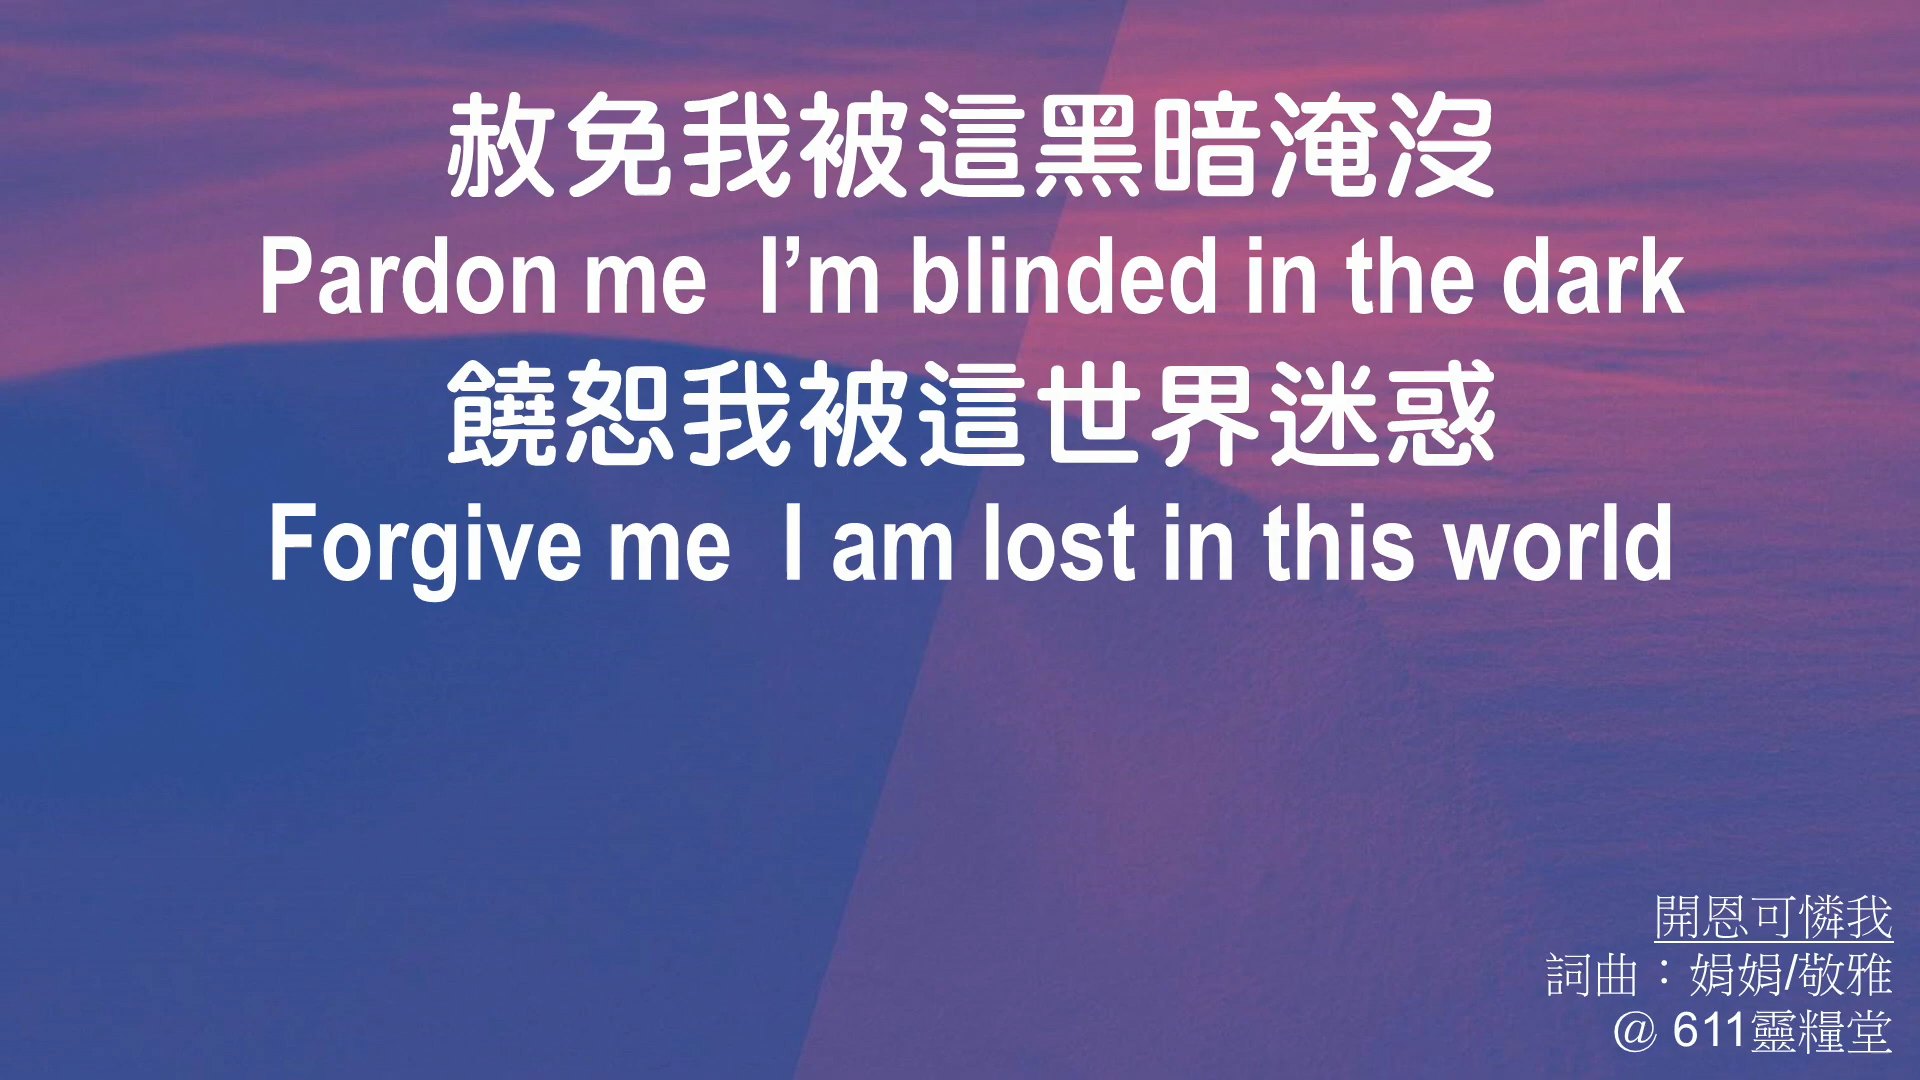 赦免我被這黑暗淹沒
Pardon me  I’m blinded in the dark
饒恕我被這世界迷惑
Forgive me  I am lost in this world
開恩可憐我
詞曲：娟娟/敬雅
@ 611靈糧堂